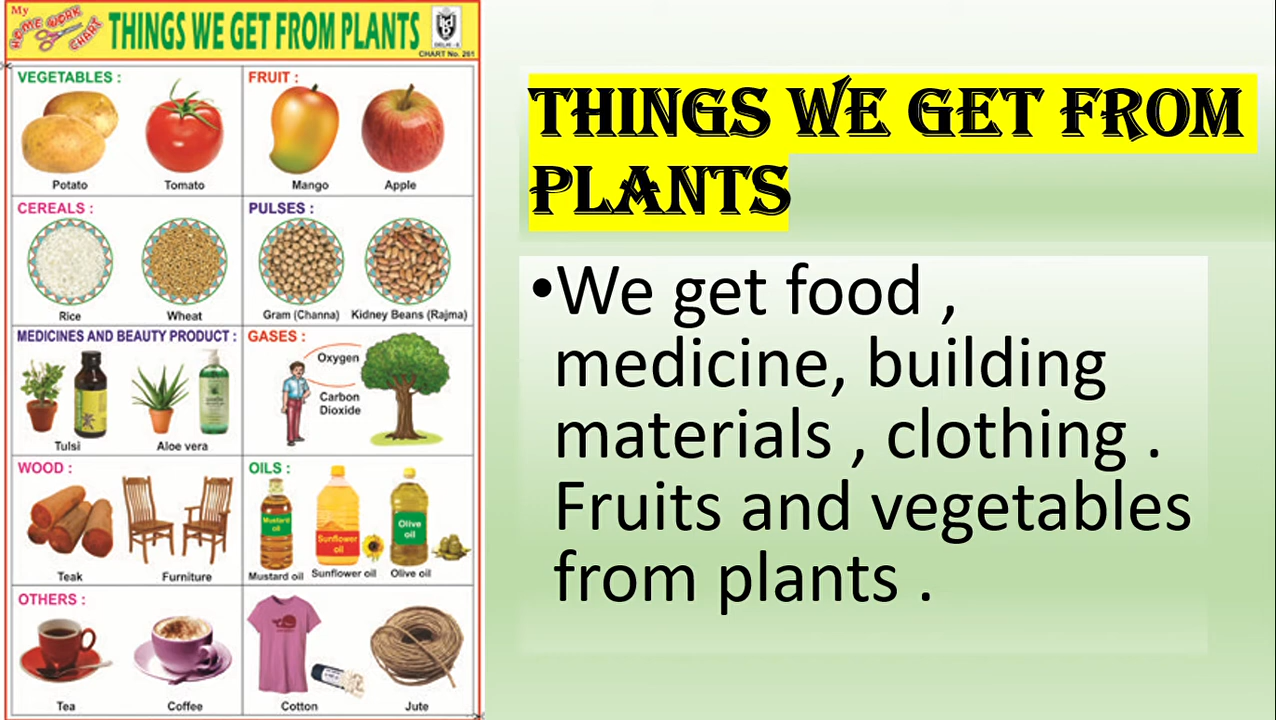 My
HOME WORK
CHART
THINGS WE GET FROM PLANTS
DELHI - 6
CHART No. 261
VEGETABLES :
Potato
Tomato
FRUIT :
Mango
Apple
CEREALS :
Rice
Wheat
PULSES :
Gram (Channa)
Kidney Beans (Rajma)
MEDICINES AND BEAUTY PRODUCT :
Tulsi
Aloe vera
GASES :
Oxygen
Carbon
Dioxide
WOOD :
Teak
Furniture
OILS :
Mustard
oil
Sunflower
oil
Olive
oil
Mustard oil
Sunflower oil
Olive oil
OTHERS :
Tea
Coffee
Cotton
Jute
THINGS WE GET FROM
PLANTS
•We get food ,
medicine, building
materials , clothing .
Fruits and vegetables
from plants .